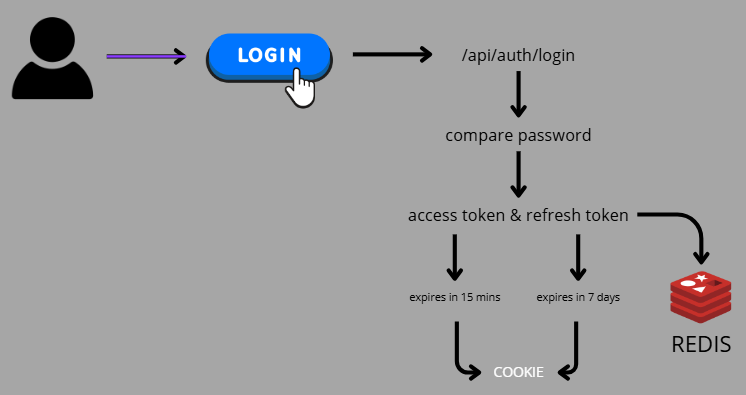 LOGIN
/api/auth/login
compare password
access token & refresh token
expires in 15 mins
expires in 7 days
REDIS
COOKIE